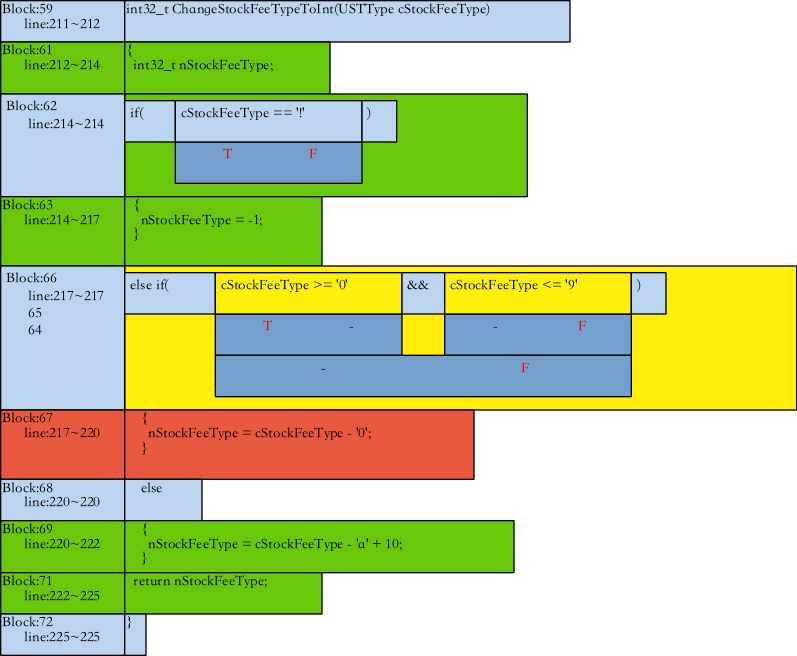 Block:59 int32_t ChangeStockFeeTypeToInt(USTType cStockFeeType)
line:211~212
Block:61 {
line:212~214 int32_t nStockFeeType;
Block:62 if( cStockFeeType == '!' )
line:214~214
T F
Block:63 {
line:214~217 nStockFeeType = -1;
}
Block:66 else if( cStockFeeType >= '0' && cStockFeeType <= '9' )
line:217~217
65
64 T - - F
- F
Block:67 {
line:217~220 nStockFeeType = cStockFeeType - '0';
}
Block:68 else
line:220~220
Block:69 {
line:220~222 nStockFeeType = cStockFeeType - 'a' + 10;
}
Block:71 return nStockFeeType;
line:222~225
Block:72 }
line:225~225